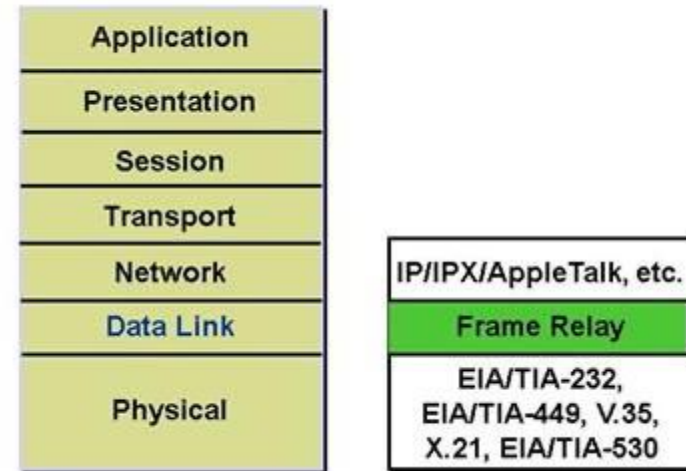 Application
Presentation
Session
Transport
Network
Data Link
Physical
IP/IPX/AppleTalk, etc.
Frame Relay
EIA/TIA-232,
EIA/TIA-449, V.35,
X.21, EIA/TIA-530